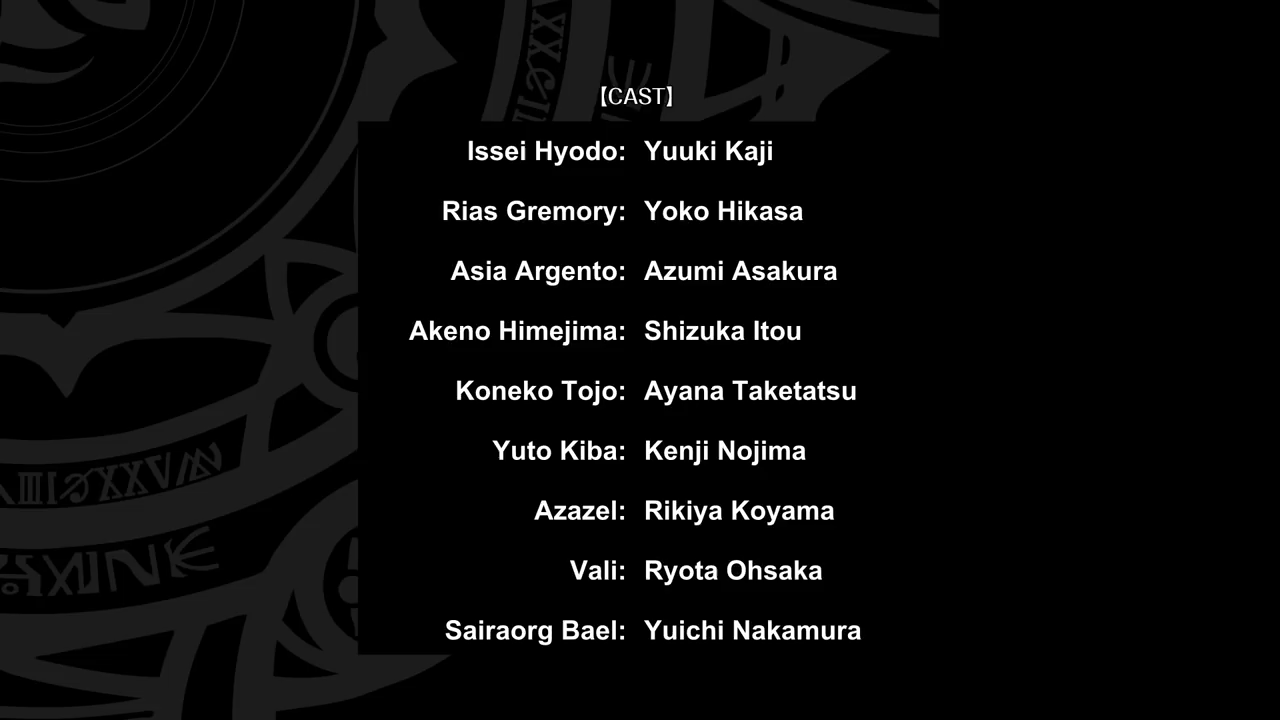 【CAST】
Issei Hyodo: Yuuki Kaji
Rias Gremory: Yoko Hikasa
Asia Argento: Azumi Asakura
Akeno Himejima: Shizuka Itou
Koneko Tojo: Ayana Taketatsu
Yuto Kiba: Kenji Nojima
Azazel: Rikiya Koyama
Vali: Ryota Ohsaka
Sairaorg Bael: Yuichi Nakamura